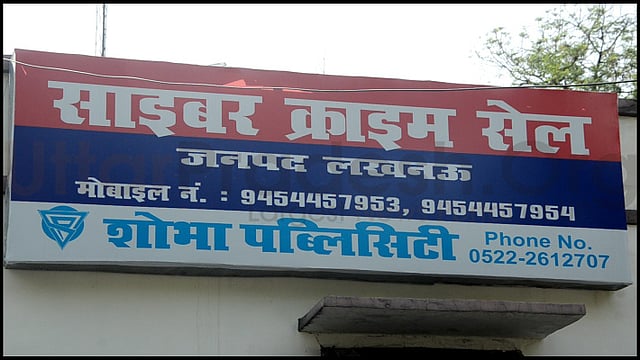 साइबर क्राइम सेल
जनपद लखनऊ
मोबाइल नं. : 9454457953, 9454457954
शोभा पब्लिसिटी
Phone No.
0522-2612707